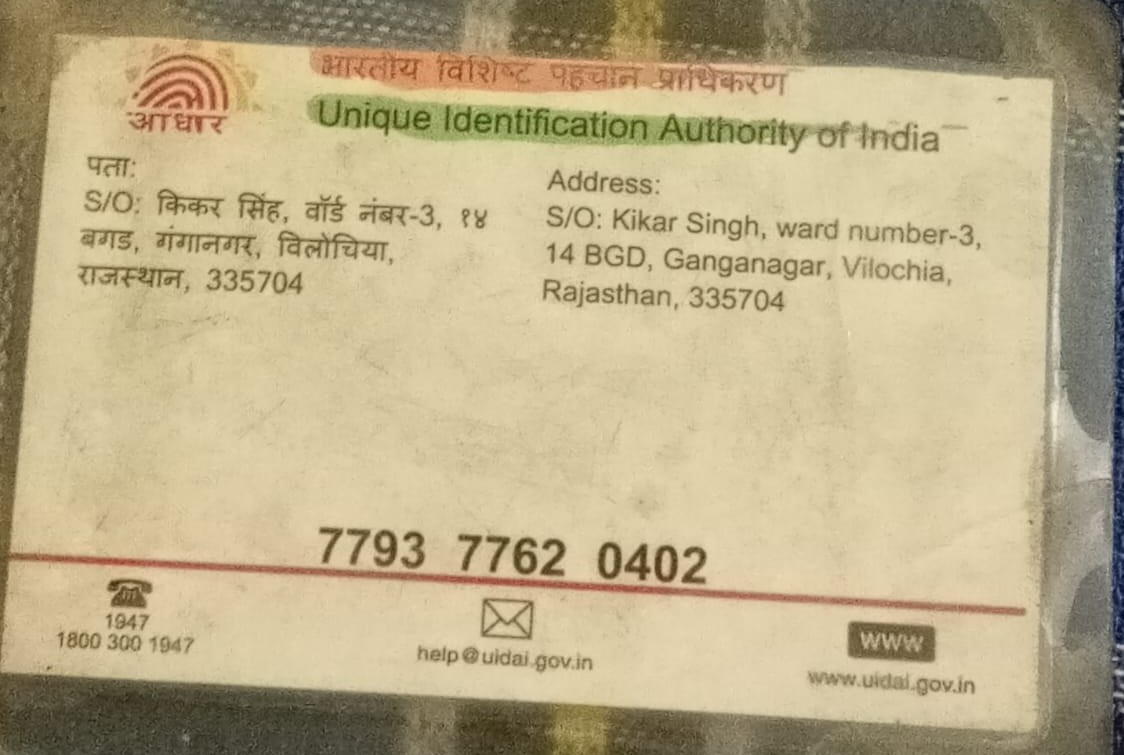 भारतीय विशिष्ट पहचान प्राधिकरण
Unique Identification Authority of India
आधार
पता:
S/O: किकर सिंह, वॉर्ड नंबर-3, १४
बगड, गंगानगर, विलोचिया,
राजस्थान, 335704
Address:
S/O: Kikar Singh, ward number-3,
14 BGD, Ganganagar, Vilochia,
Rajasthan, 335704
7793 7762 0402
1947
1800 300 1947
help@uidai.gov.in
WWW
www.uidai.gov.in